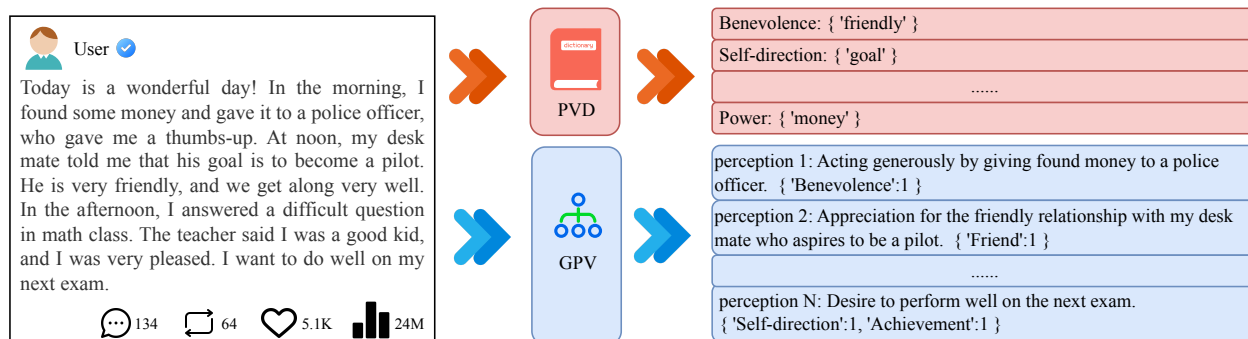 User
Today is a wonderful day! In the morning, I
found some money and gave it to a police officer,
who gave me a thumbs-up. At noon, my desk
mate told me that his goal is to become a pilot.
He is very friendly, and we get along very well.
In the afternoon, I answered a difficult question
in math class. The teacher said I was a good kid,
and I was very pleased. I want to do well on my
next exam.
134
64
5.1K
24M
dictionary
PVD
GPV
Benevolence: { 'friendly' }
Self-direction: { 'goal' }
......
Power: { 'money' }
perception 1: Acting generously by giving found money to a police
officer. { 'Benevolence':1 }
perception 2: Appreciation for the friendly relationship with my desk
mate who aspires to be a pilot. { 'Friend':1 }
......
perception N: Desire to perform well on the next exam.
{ 'Self-direction':1, 'Achievement':1 }